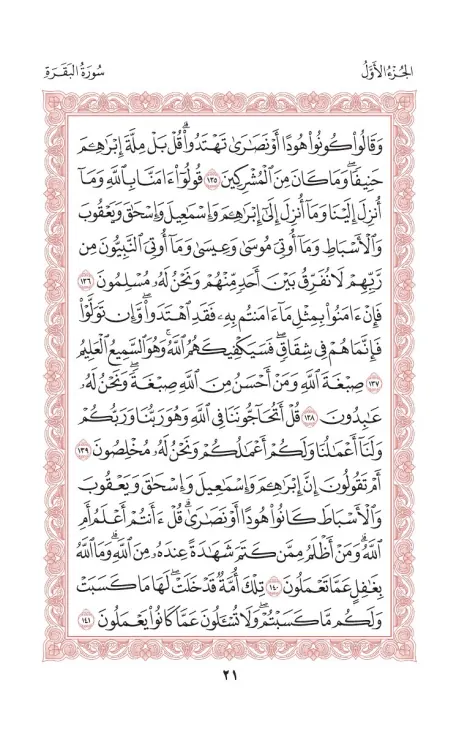 الجُزْءُ الأَوَّلُ
سُورَةُ البَقَرَةِ
وَقَالُوا۟ كُونُوا۟ هُودًا أَوْ نَصَـٰرَىٰ تَهْتَدُوا۟ ۗ قُلْ بَلْ مِلَّةَ إِبْرَٰهِـۧمَ
حَنِيفًا ۖ وَمَا كَانَ مِنَ ٱلْمُشْرِكِينَ ١٣٥ قُولُوٓا۟ ءَامَنَّا بِٱللَّهِ وَمَآ
أُنزِلَ إِلَيْنَا وَمَآ أُنزِلَ إِلَىٰٓ إِبْرَٰهِـۧمَ وَإِسْمَـٰعِيلَ وَإِسْحَـٰقَ وَيَعْقُوبَ
وَٱلْأَسْبَاطِ وَمَآ أُوتِىَ مُوسَىٰ وَعِيسَىٰ وَمَآ أُوتِىَ ٱلنَّبِيُّونَ مِن
رَّبِّهِمْ لَا نُفَرِّقُ بَيْنَ أَحَدٍ مِّنْهُمْ وَنَحْنُ لَهُۥ مُسْلِمُونَ ١٣٦
فَإِنْ ءَامَنُوا۟ بِمِثْلِ مَآ ءَامَنتُم بِهِۦ فَقَدِ ٱهْتَدَوا۟ ۖ وَّإِن تَوَلَّوْا۟
فَإِنَّمَا هُمْ فِى شِقَاقٍ ۖ فَسَيَكْفِيكَهُمُ ٱللَّهُ ۚ وَهُوَ ٱلسَّمِيعُ ٱلْعَلِيمُ
١٣٧ صِبْغَةَ ٱللَّهِ ۖ وَمَنْ أَحْسَنُ مِنَ ٱللَّهِ صِبْغَةً ۖ وَنَحْنُ لَهُۥ
عَـٰبِدُونَ ١٣٨ قُلْ أَتُحَآجُّونَنَا فِى ٱللَّهِ وَهُوَ رَبُّنَا وَرَبُّكُمْ
وَلَنَآ أَعْمَـٰلُنَا وَلَكُمْ أَعْمَـٰلُكُمْ وَنَحْنُ لَهُۥ مُخْلِصُونَ ١٣٩
أَمْ تَقُولُونَ إِنَّ إِبْرَٰهِـۧمَ وَإِسْمَـٰعِيلَ وَإِسْحَـٰقَ وَيَعْقُوبَ
وَٱلْأَسْبَاطَ كَانُوا۟ هُودًا أَوْ نَصَـٰرَىٰ ۗ قُلْ ءَأَنتُمْ أَعْلَمُ أَمِ
ٱللَّهُ ۗ وَمَنْ أَظْلَمُ مِمَّن كَتَمَ شَهَـٰدَةً عِندَهُۥ مِنَ ٱللَّهِ ۗ وَمَا ٱللَّهُ
بِغَـٰفِلٍ عَمَّا تَعْمَلُونَ ١٤٠ تِلْكَ أُمَّةٌ قَدْ خَلَتْ ۖ لَهَا مَا كَسَبَتْ
وَلَكُم مَّا كَسَبْتُمْ ۖ وَلَا تُسْـَٔلُونَ عَمَّا كَانُوا۟ يَعْمَلُونَ ١٤١
٢١